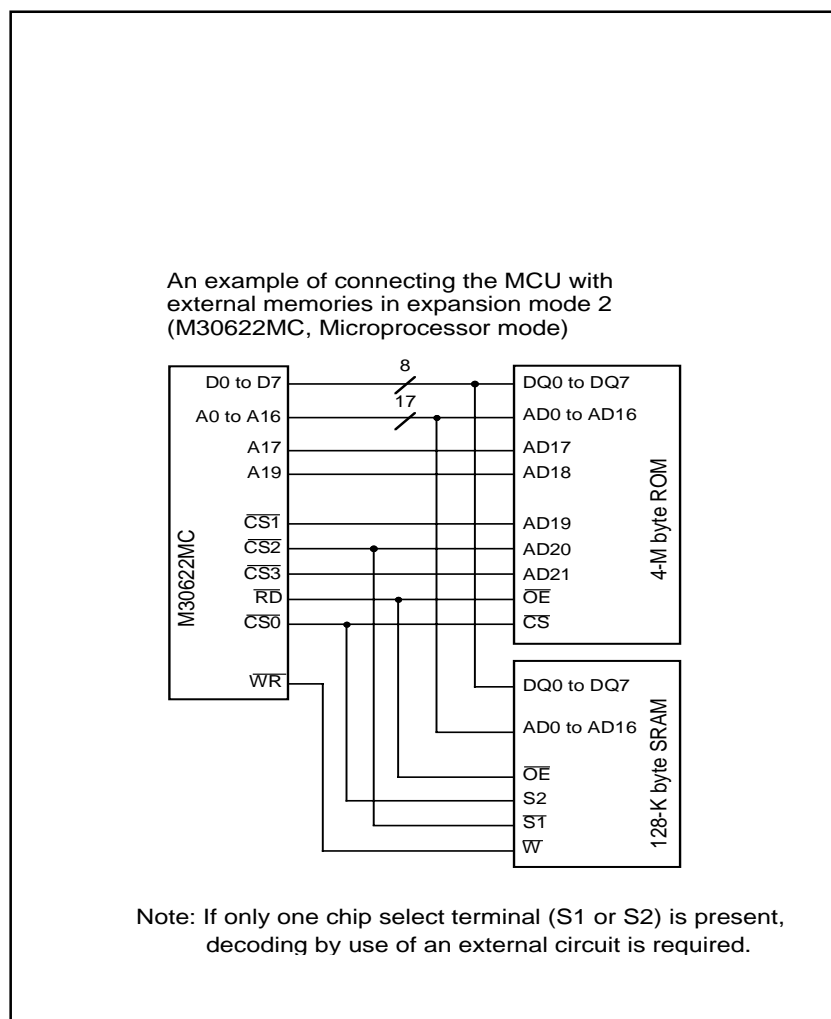 An example of connecting the MCU with
external memories in expansion mode 2
(M30622MC, Microprocessor mode)
8
D0 to D7
DQ0 to DQ7
17
A0 to A16
AD0 to AD16
A17
AD17
A19
AD18
CS1
AD19
CS2
AD20
CS3
AD21
RD
OE
CS0
CS
WR
M30622MC
4-M byte ROM
DQ0 to DQ7
AD0 to AD16
OE
S2
S1
W
128-K byte SRAM
Note: If only one chip select terminal (S1 or S2) is present,
decoding by use of an external circuit is required.